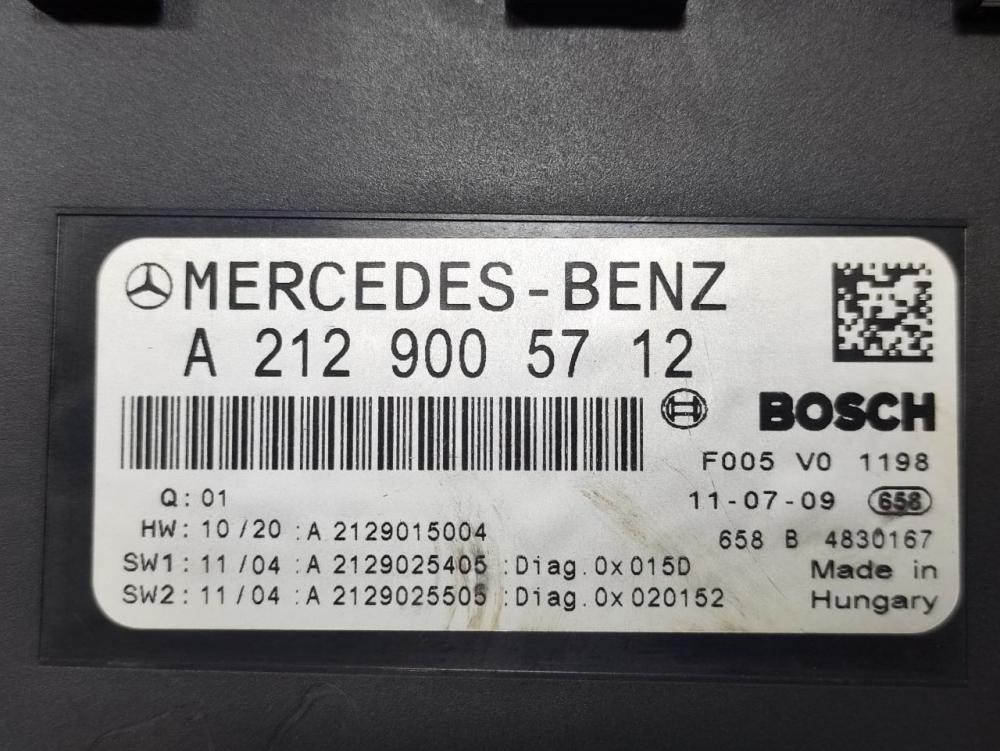 MERCEDES-BENZ
A 212 900 57 12
BOSCH
F005 V0 1198
Q: 01
11-07-09 658
HW: 10/20 :A 2129015004
658 B 4830167
SW1: 11/04 :A 2129025405 :Diag.0x015D
Made in
SW2: 11/04 :A 2129025505 :Diag.0x020152
Hungary